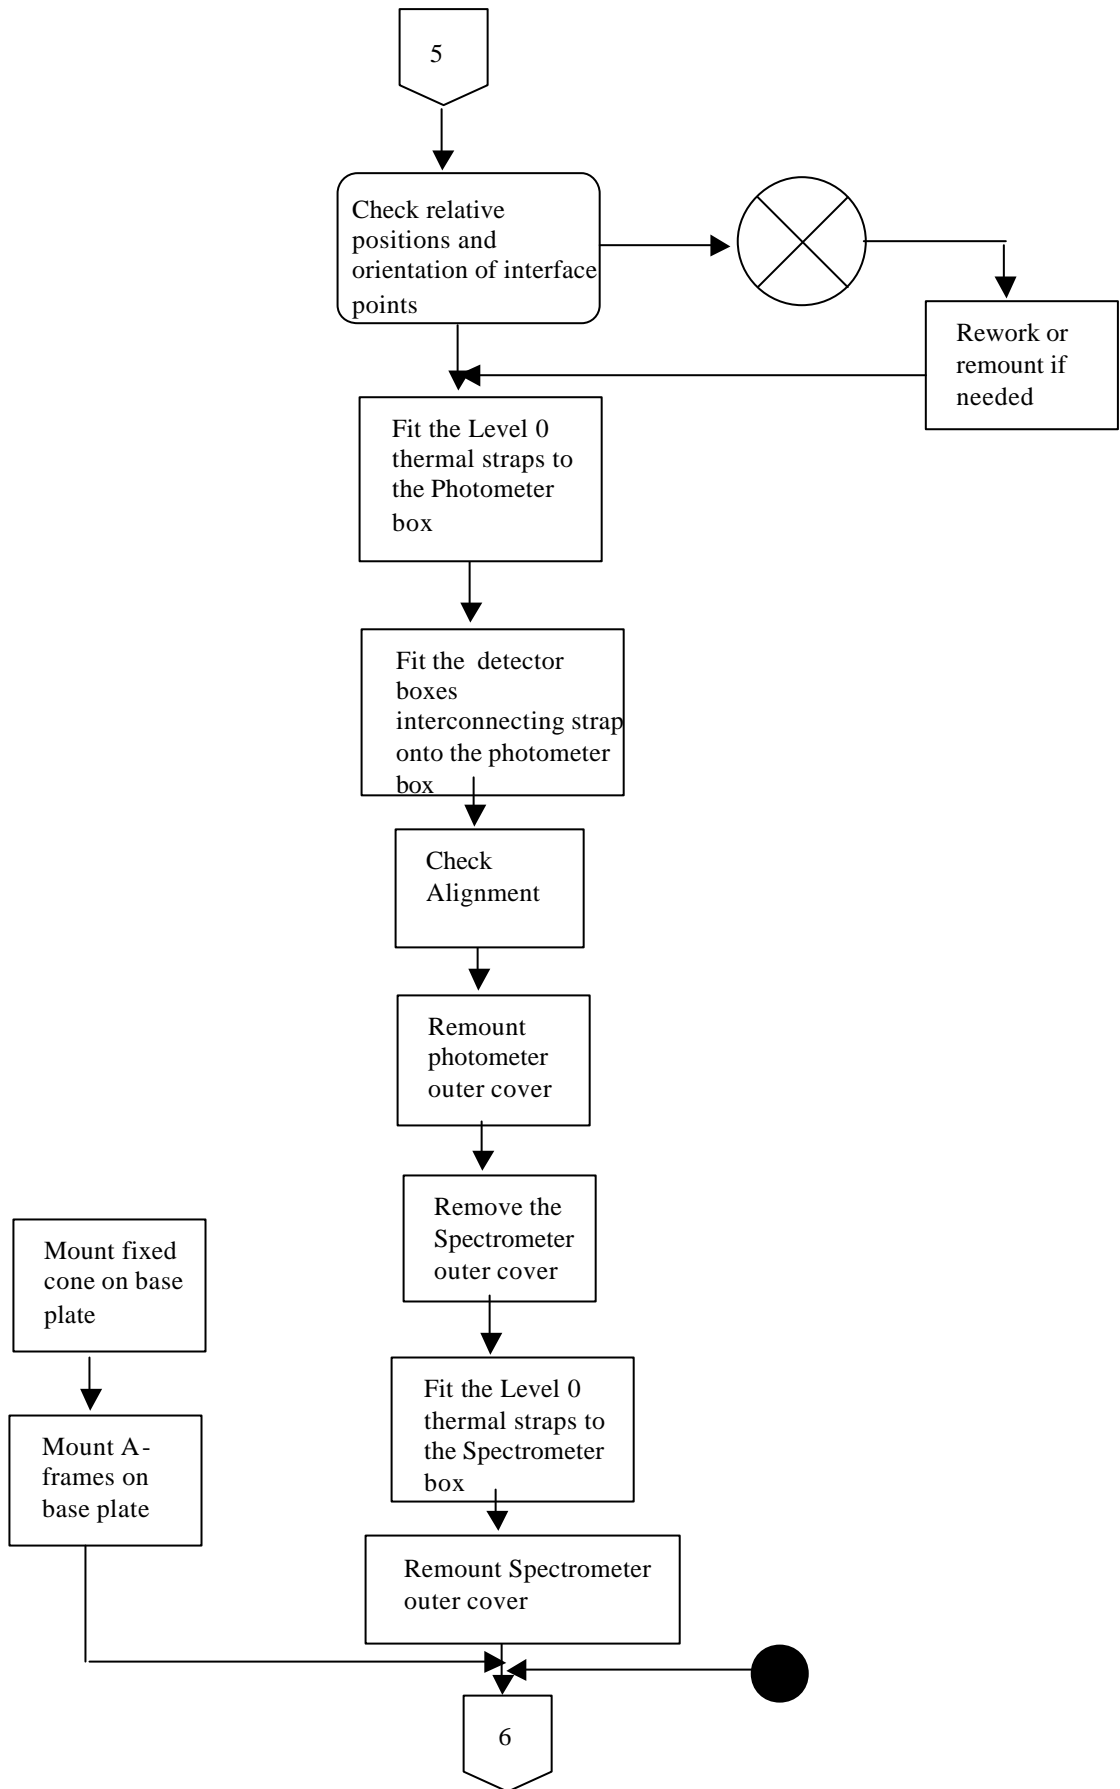 5
Check relative
positions and
orientation of interface
points
Rework or
remount if
needed
Fit the Level 0
thermal straps to
the Photometer
box
Fit the detector
boxes
interconnecting strap
onto the photometer
box
Check
Alignment
Remount
photometer
outer cover
Remove the
Spectrometer
outer cover
Mount fixed
cone on base
plate
Fit the Level 0
thermal straps to
the Spectrometer
box
Mount A-
frames on
base plate
Remount Spectrometer
outer cover
6